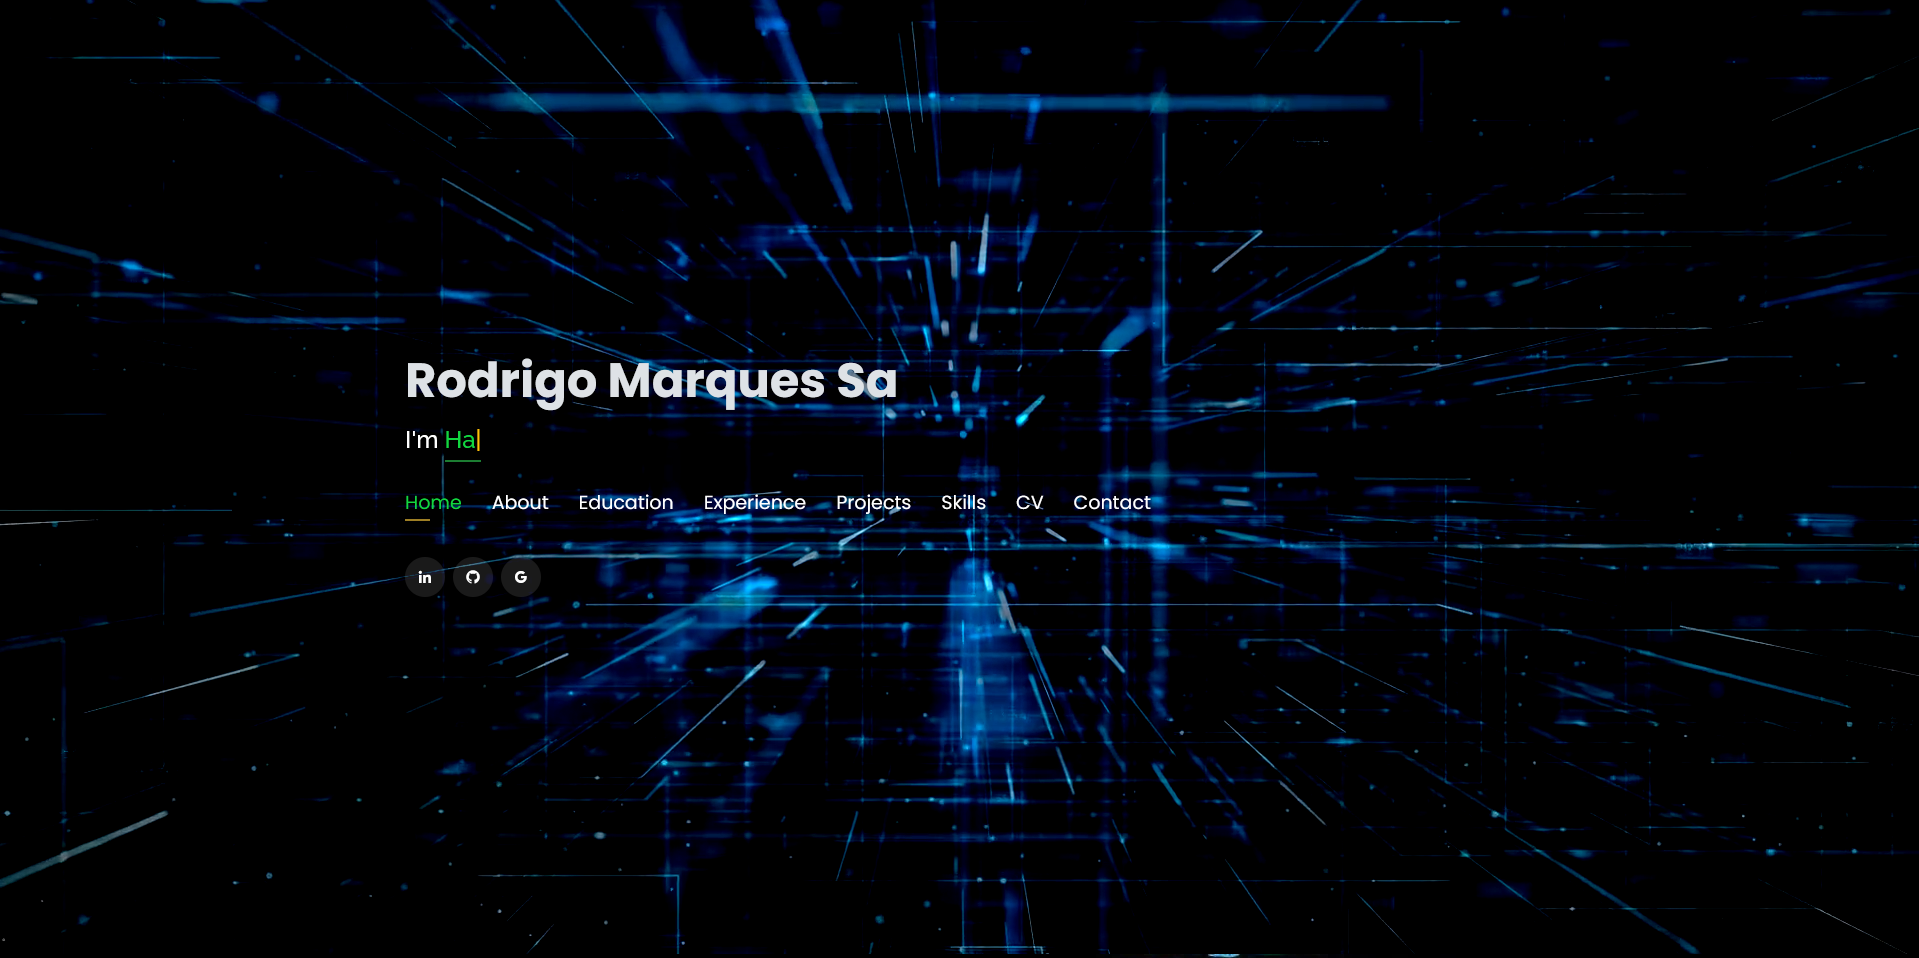 Rodrigo Marques Sa
I'm Ha
Home About Education Experience Projects Skills CV Contact
in G